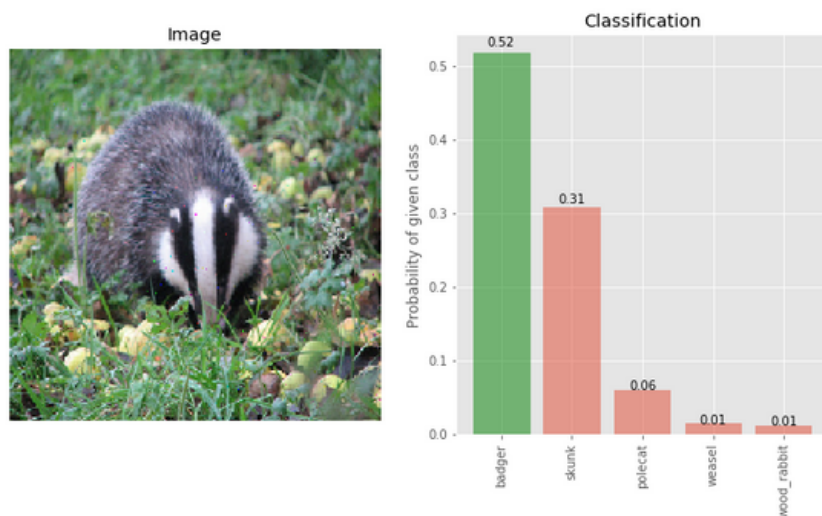 Image
Classification
Probability of given class
0.5
0.4
0.3
0.2
0.1
0.0
0.52
0.31
0.06
0.01
0.01
badger
skunk
polecat
weasel
wood_rabbit